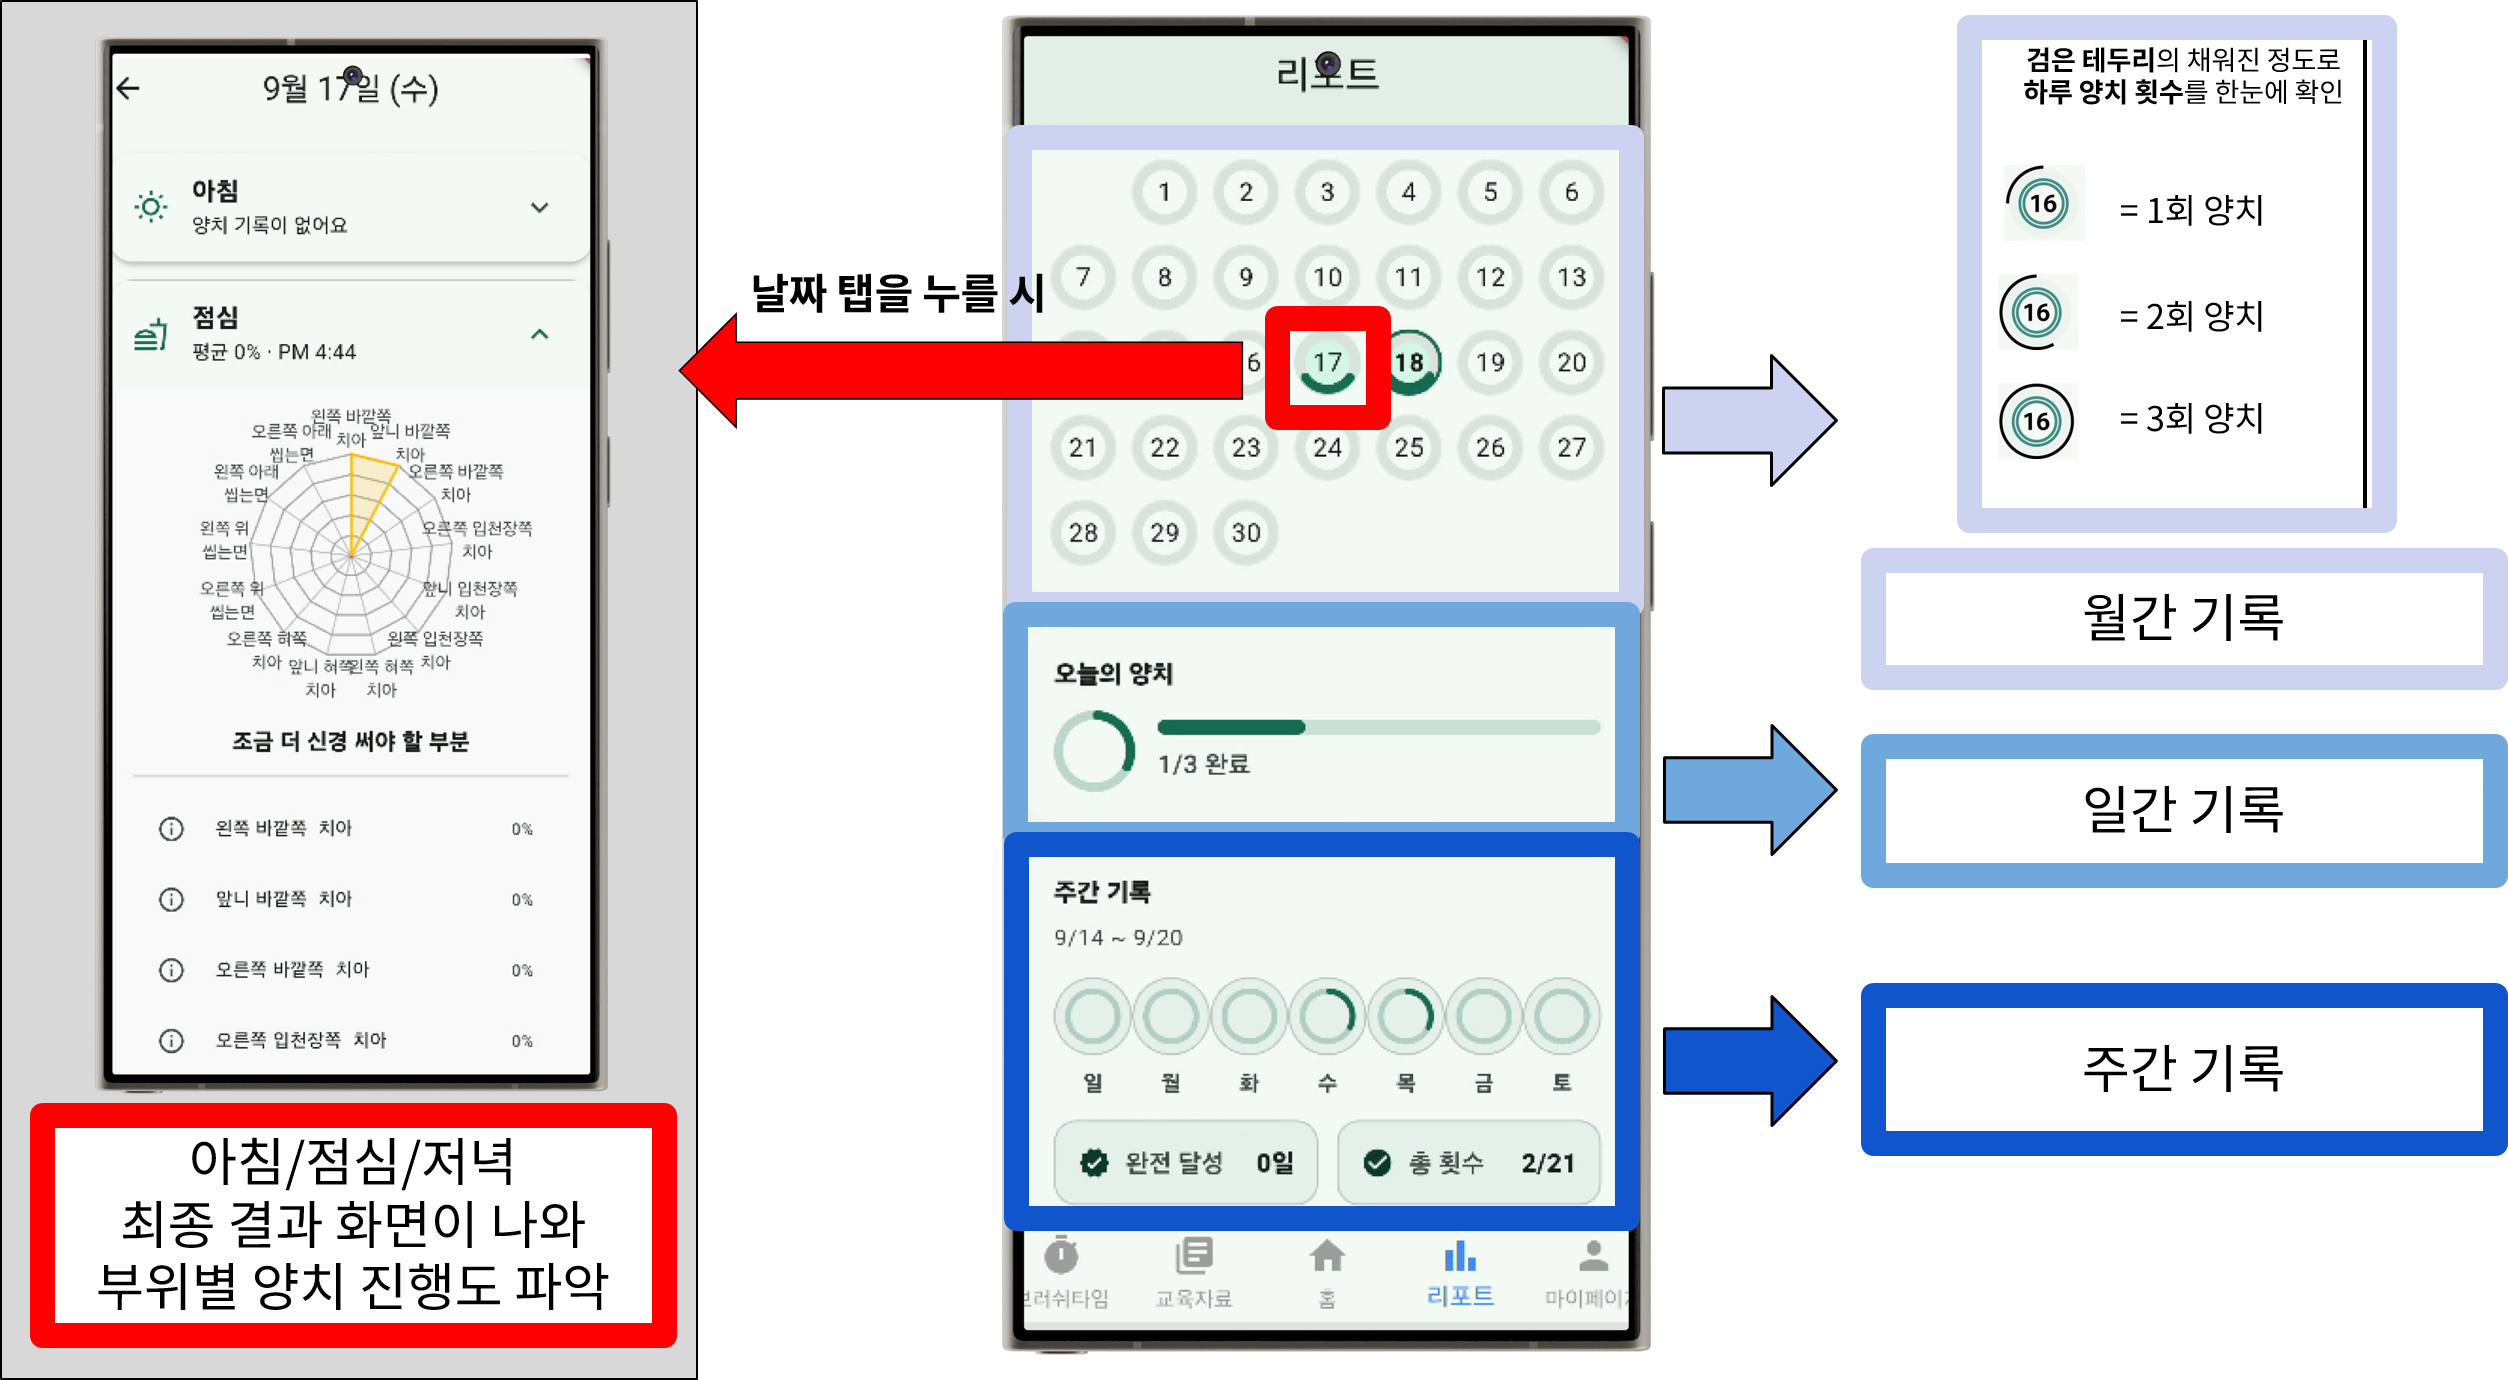 9월 17일 (수)
아침
양치 기록이 없어요
점심
평균 0% · PM 4:44
왼쪽 바깥쪽
치아
앞니 바깥쪽
치아
오른쪽 바깥쪽
치아
오른쪽 입천장쪽
치아
앞니 입천장쪽
치아
왼쪽 입천장쪽
치아
왼쪽 혀쪽
치아
앞니 혀쪽
치아
오른쪽 혀쪽
치아
오른쪽 위
씹는면
왼쪽 위
씹는면
왼쪽 아래
씹는면
오른쪽 아래
씹는면
조금 더 신경 써야 할 부분
왼쪽 바깥쪽 치아 0%
앞니 바깥쪽 치아 0%
오른쪽 바깥쪽 치아 0%
오른쪽 입천장쪽 치아 0%
아침/점심/저녁
최종 결과 화면이 나와
부위별 양치 진행도 파악
날짜 탭을 누를 시
리포트
1 2 3 4 5 6
7 8 9 10 11 12 13
6 17 18 19 20
21 22 23 24 25 26 27
28 29 30
오늘의 양치
1/3 완료
주간 기록
9/14 ~ 9/20
일 월 화 수 목 금 토
완전 달성 0일
총 횟수 2/21
브러쉬타임 교육자료 홈 리포트 마이페이지
검은 테두리의 채워진 정도로
하루 양치 횟수를 한눈에 확인
16 = 1회 양치
16 = 2회 양치
16 = 3회 양치
월간 기록
일간 기록
주간 기록